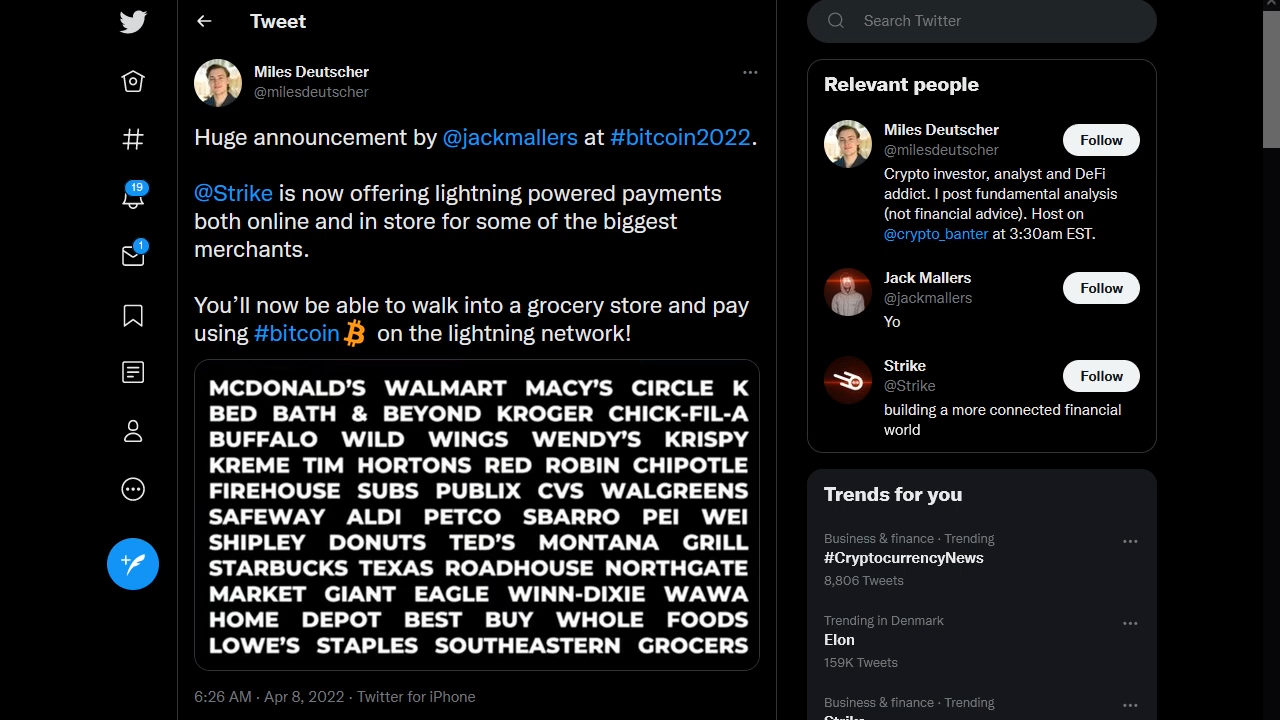 Tweet
Miles Deutscher
@milesdeutscher
Huge announcement by @jackmallers at #bitcoin2022.
@Strike is now offering lightning powered payments
both online and in store for some of the biggest
merchants.
You’ll now be able to walk into a grocery store and pay
using #bitcoin on the lightning network!
MCDONALD’S WALMART MACY’S CIRCLE K
BED BATH & BEYOND KROGER CHICK-FIL-A
BUFFALO WILD WINGS WENDY’S KRISPY
KREME TIM HORTONS RED ROBIN CHIPOTLE
FIREHOUSE SUBS PUBLIX CVS WALGREENS
SAFEWAY ALDI PETCO SBARRO PEI WEI
SHIPLEY DONUTS TED’S MONTANA GRILL
STARBUCKS TEXAS ROADHOUSE NORTHGATE
MARKET GIANT EAGLE WINN-DIXIE WAWA
HOME DEPOT BEST BUY WHOLE FOODS
LOWE’S STAPLES SOUTHEASTERN GROCERS
6:26 AM · Apr 8, 2022 · Twitter for iPhone
19
1
Search Twitter
Relevant people
Miles Deutscher
@milesdeutscher
Follow
Crypto investor, analyst and DeFi
addict. I post fundamental analysis
(not financial advice). Host on
@crypto_banter at 3:30am EST.
Jack Mallers
@jackmallers
Follow
Yo
Strike
@Strike
Follow
building a more connected financial
world
Trends for you
Business & finance · Trending
#CryptocurrencyNews
8,806 Tweets
Trending in Denmark
Elon
159K Tweets
Business & finance · Trending
Strike